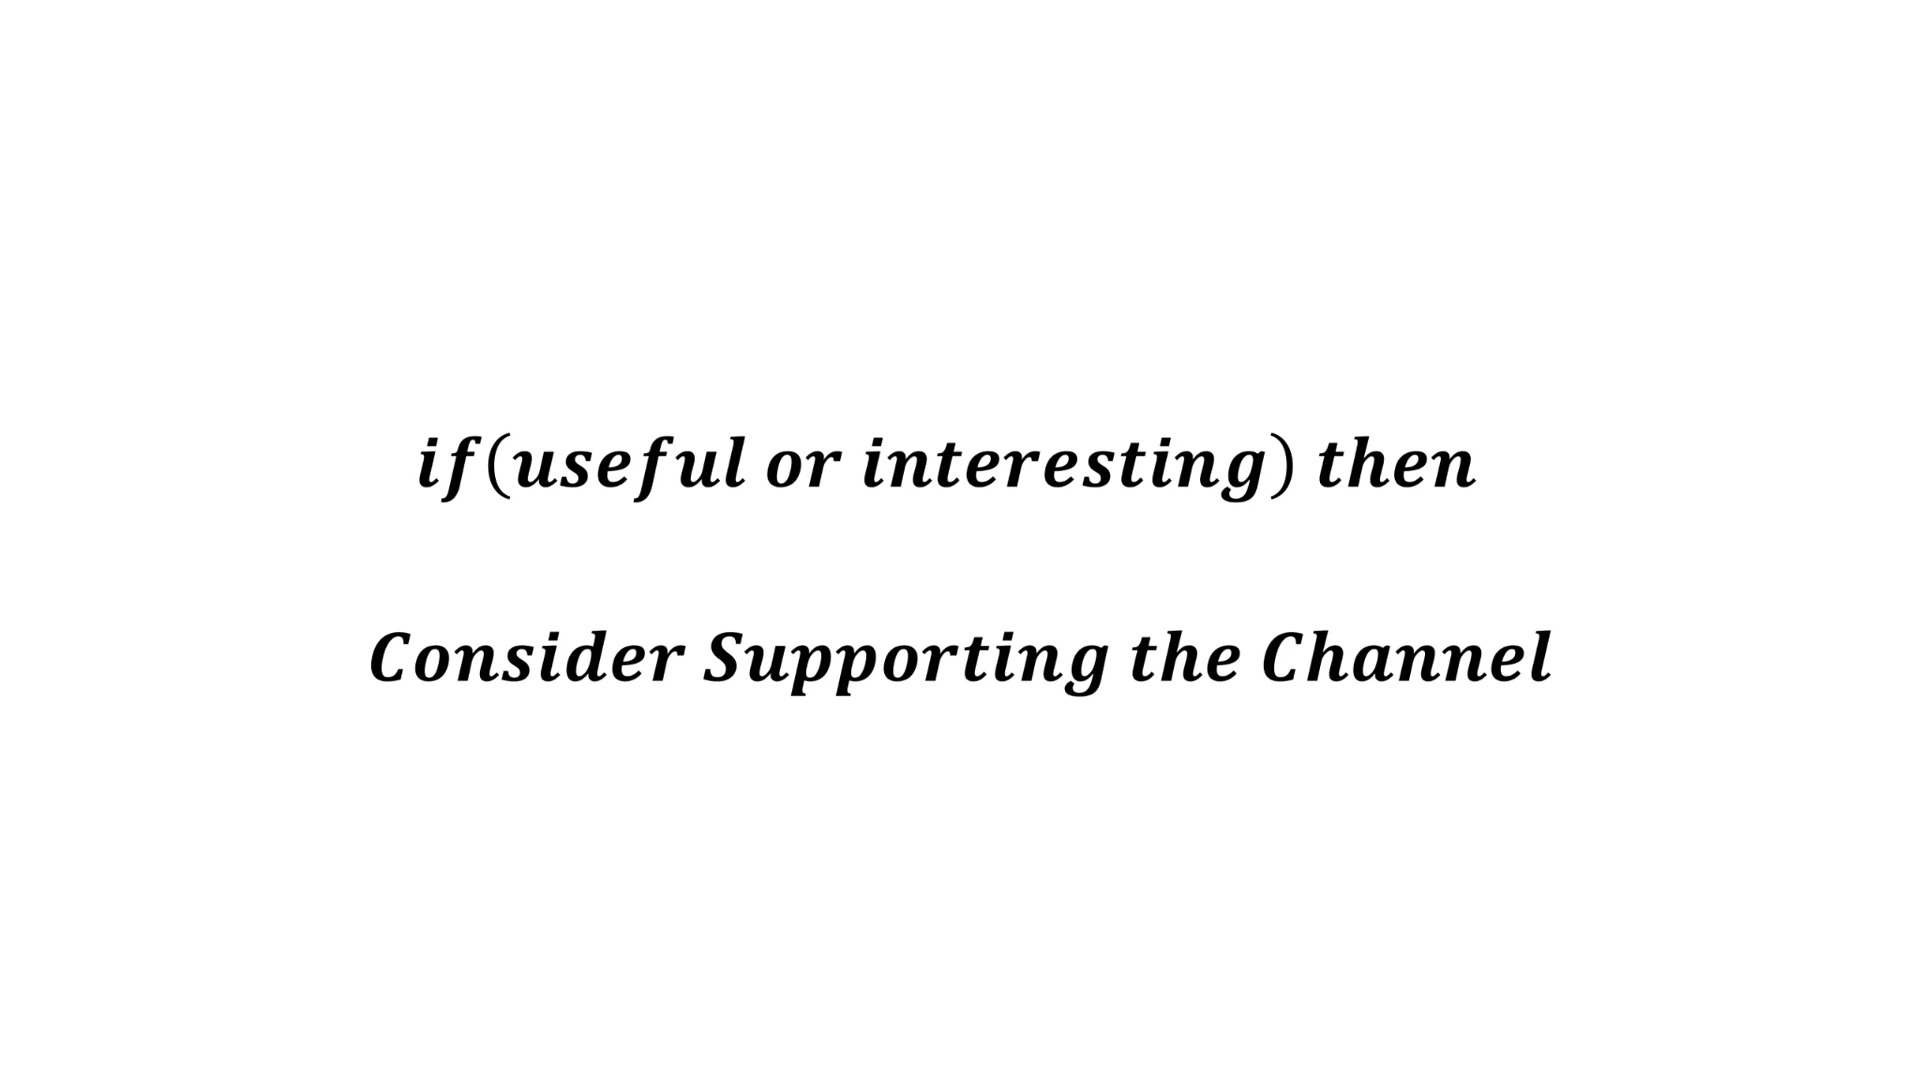 if(useful or interesting) then
Consider Supporting the Channel